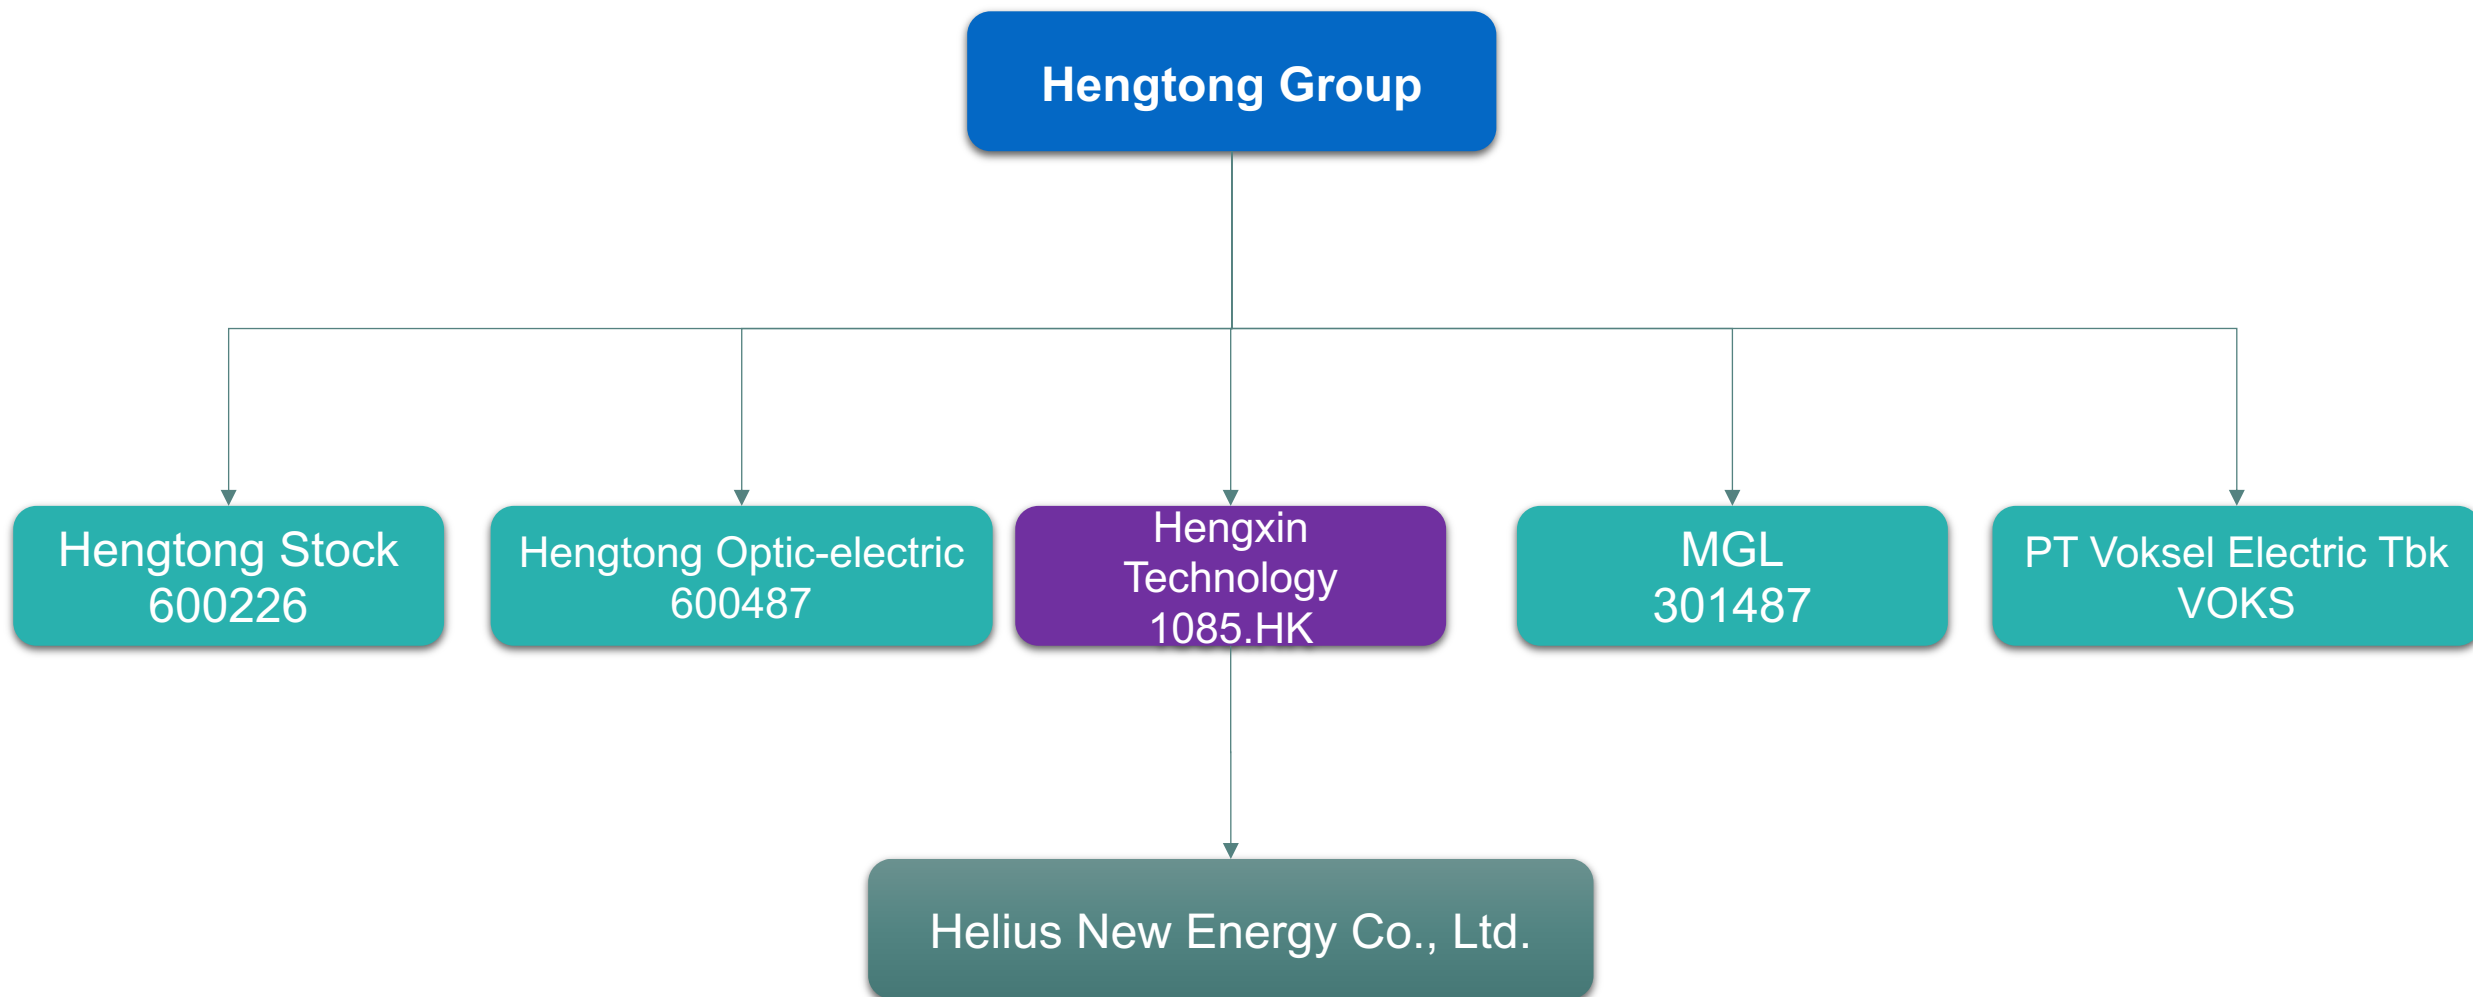 Hengtong Group
Hengtong Stock
600226
Hengtong Optic-electric
600487
Hengxin
Technology
1085.HK
MGL
301487
PT Voksel Electric Tbk
VOKS
Helius New Energy Co., Ltd.